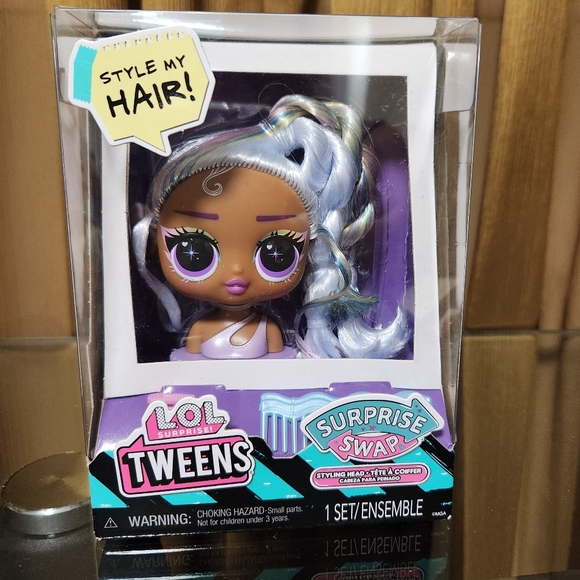 STYLE MY
HAIR!
L.O.L
SURPRISE!
TWEENS
SURPRISE
SWAP
STYLING HEAD • TÊTE À COIFFER
CABEZA PARA PEINADO
⚠ WARNING: CHOKING HAZARD-Small parts.
Not for children under 3 years.
1 SET/ENSEMBLE
©MGA